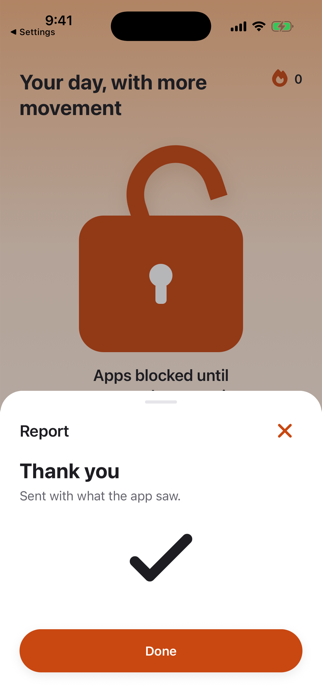 9:41
◀ Settings
Your day, with more
movement
0
Apps blocked until
Report
Thank you
Sent with what the app saw.
Done